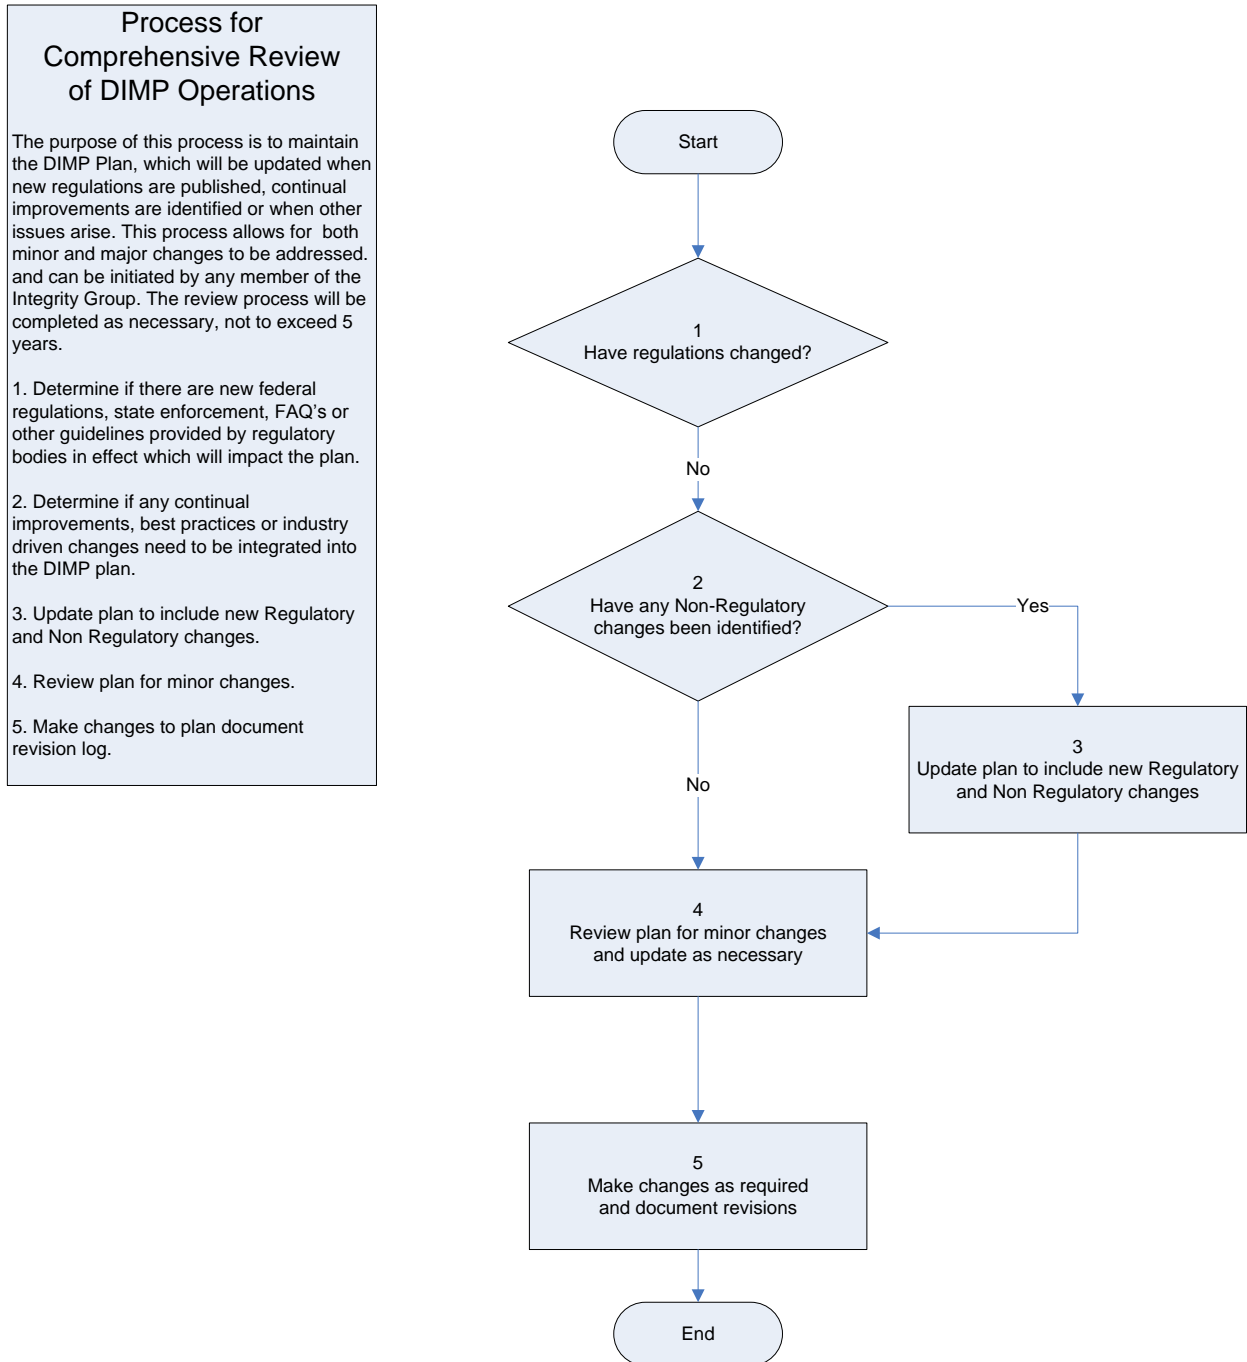 Process for
Comprehensive Review
of DIMP Operations
The purpose of this process is to maintain
the DIMP Plan, which will be updated when
new regulations are published, continual
improvements are identified or when other
issues arise. This process allows for  both
minor and major changes to be addressed.
and can be initiated by any member of the
Integrity Group. The review process will be
completed as necessary, not to exceed 5
years.
1. Determine if there are new federal
regulations, state enforcement, FAQ's or
other guidelines provided by regulatory
bodies in effect which will impact the plan.
2. Determine if any continual
improvements, best practices or industry
driven changes need to be integrated into
the DIMP plan.
3. Update plan to include new Regulatory
and Non Regulatory changes.
4. Review plan for minor changes.
5. Make changes to plan document
revision log.
Start
1
Have regulations changed?
No
2
Have any Non-Regulatory
changes been identified?
Yes
3
Update plan to include new Regulatory
and Non Regulatory changes
No
4
Review plan for minor changes
and update as necessary
5
Make changes as required
and document revisions
End